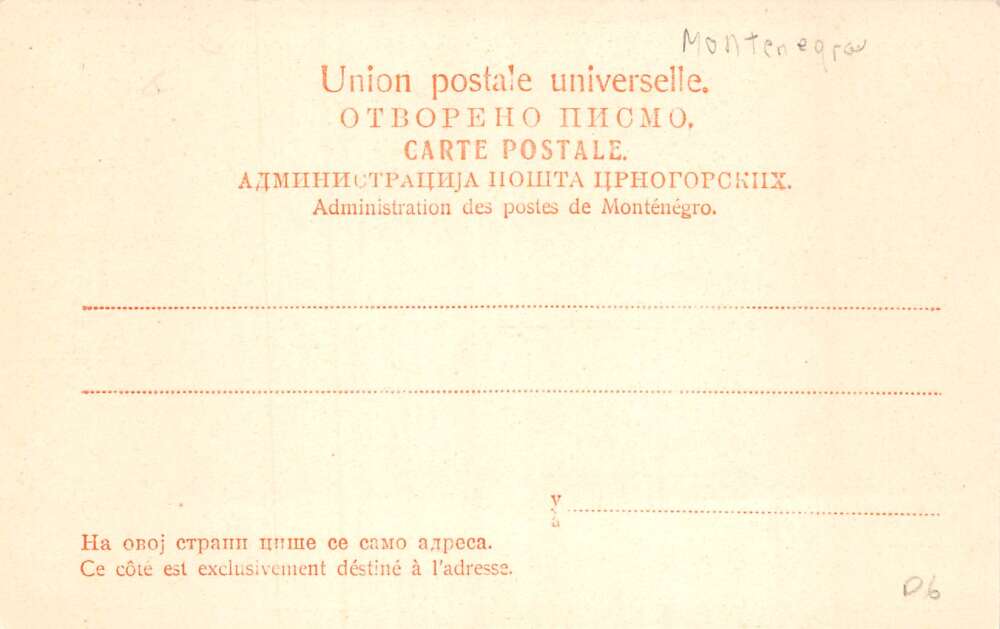 Montenegro
Union postale universelle.
ОТВОРЕНО ПИСМО.
CARTE POSTALE.
АДМИНИСТРАЦИЈА ПОШТА ЦРНОГОРСКИХ.
Administration des postes de Monténégro.
У
à
На овој страни пише се само адреса.
Ce côté est exclusivement déstiné à l'adresse.
D6